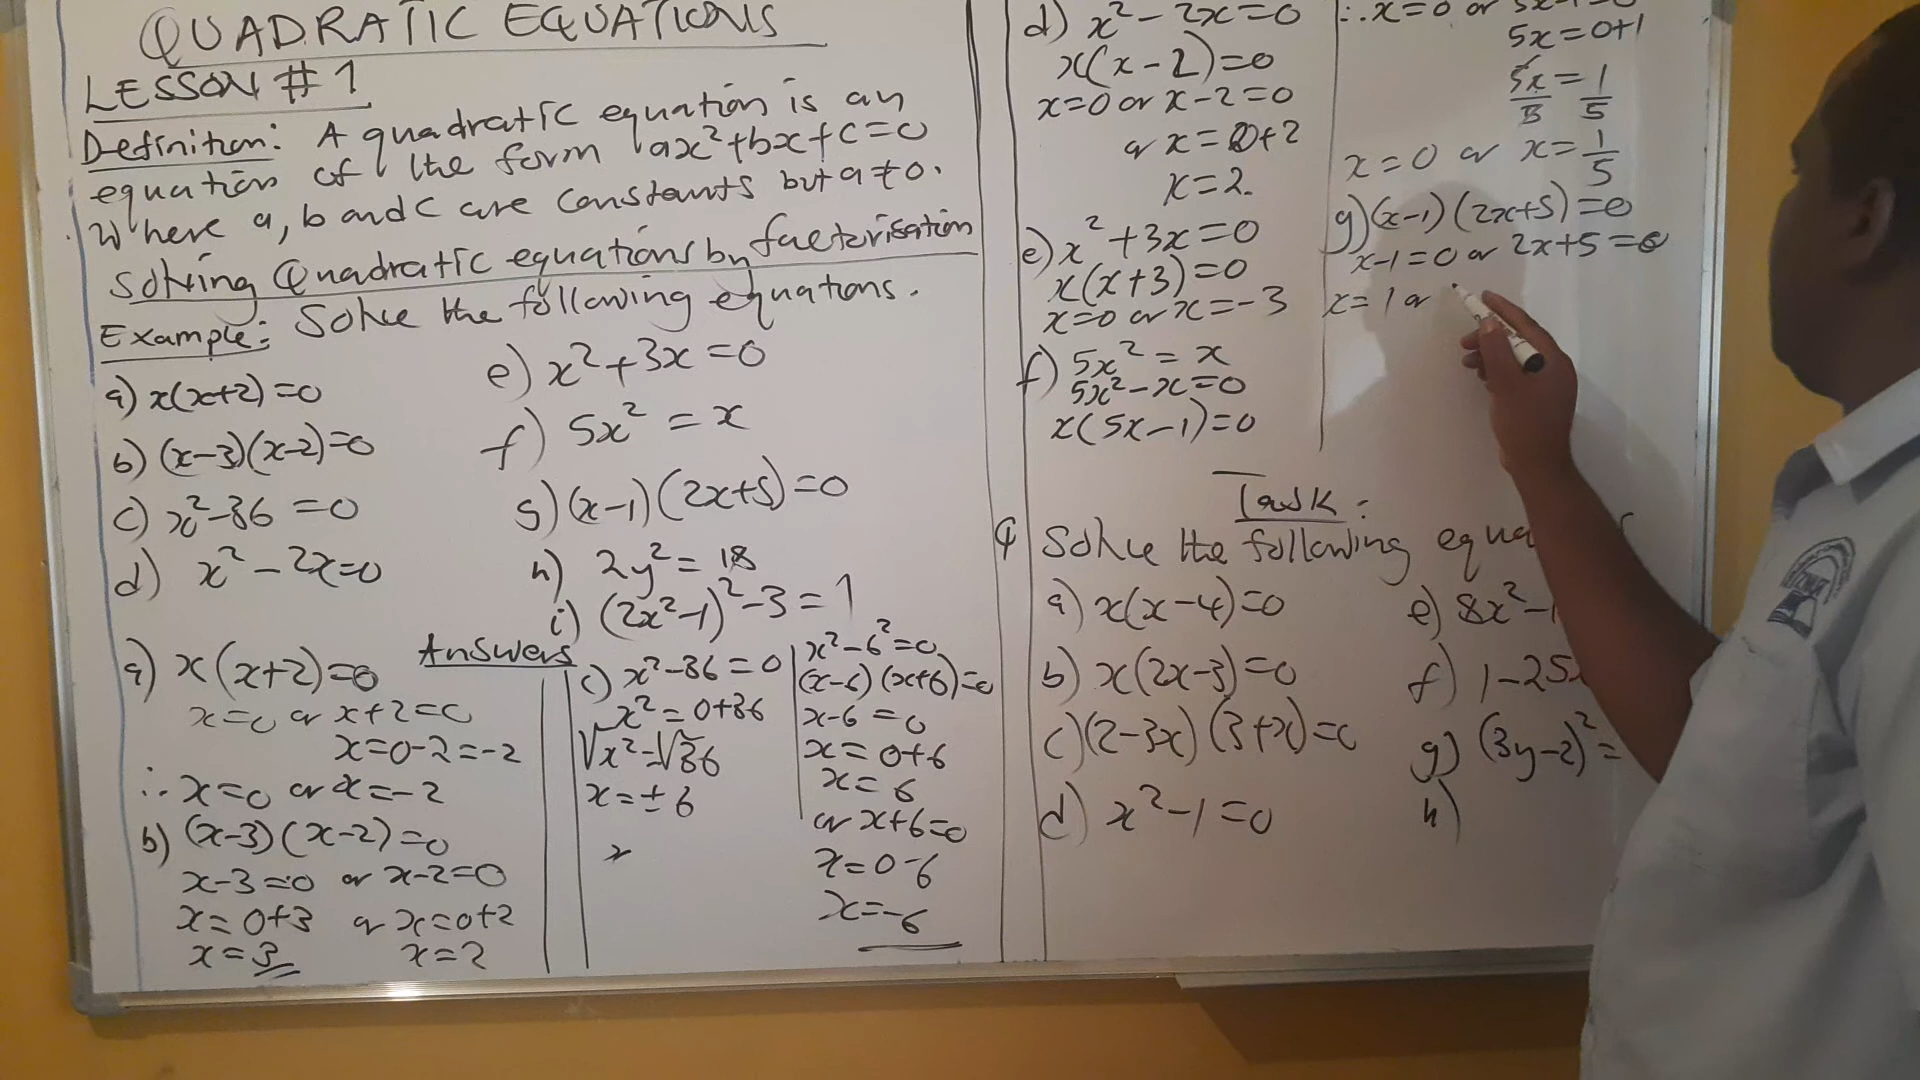 QUADRATIC EQUATIONS
LESSON # 1
Definition: A quadratic equation is an
equation of the form ax²+bx+c=0
Where a, b and c are constants but a≠0.
Solving Quadratic equations by factorisation
Example: Solve the following equations.
a) x(x+2)=0
b) (x-3)(x-2)=0
c) x²-36=0
d) x²-2x=0
e) x²+3x=0
f) 5x²=x
g) (x-1)(2x+5)=0
h) 2y²=18
i) (2x²-1)²-3=1
Answers
a) x(x+2)=0
x=0 or x+2=0
x=0-2=-2
∴ x=0 or x=-2
b) (x-3)(x-2)=0
x-3=0 or x-2=0
x=0+3 or x=0+2
x=3 x=2
c) x²-36=0
x²=0+36
√x²=√36
x=±6
x
x²-6²=0
(x-6)(x+6)=0
x-6=0
x=0+6
x=6
or x+6=0
x=0-6
x=-6
d) x²-2x=0
x(x-2)=0
x=0 or x-2=0
or x=0+2
x=2.
e) x²+3x=0
x(x+3)=0
x=0 or x=-3
f) 5x²=x
5x²-x=0
x(5x-1)=0
∴ x=0 or 5x-1=0
5x=0+1
5x/5=1/5
x=0 or x=1/5
g) (x-1)(2x+5)=0
x-1=0 or 2x+5=0
x=1 or
Task:
Solve the following
a) x(x-4)=0
b) x(2x-3)=0
c) (2-3x)(3+x)=0
d) x²-1=0
e) 8x²-
f) 1-25
g) (3y-2)²=
h)